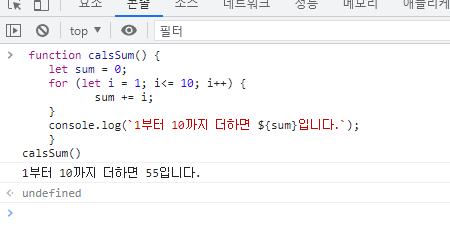 요소 콘솔 소스 네트워크 성능 메모리 애플리케
top 필터
function calsSum() {
let sum = 0;
for (let i = 1; i<= 10; i++) {
sum += i;
}
console.log(`1부터 10까지 더하면 ${sum}입니다.`);
}
calsSum()
1부터 10까지 더하면 55입니다.
undefined